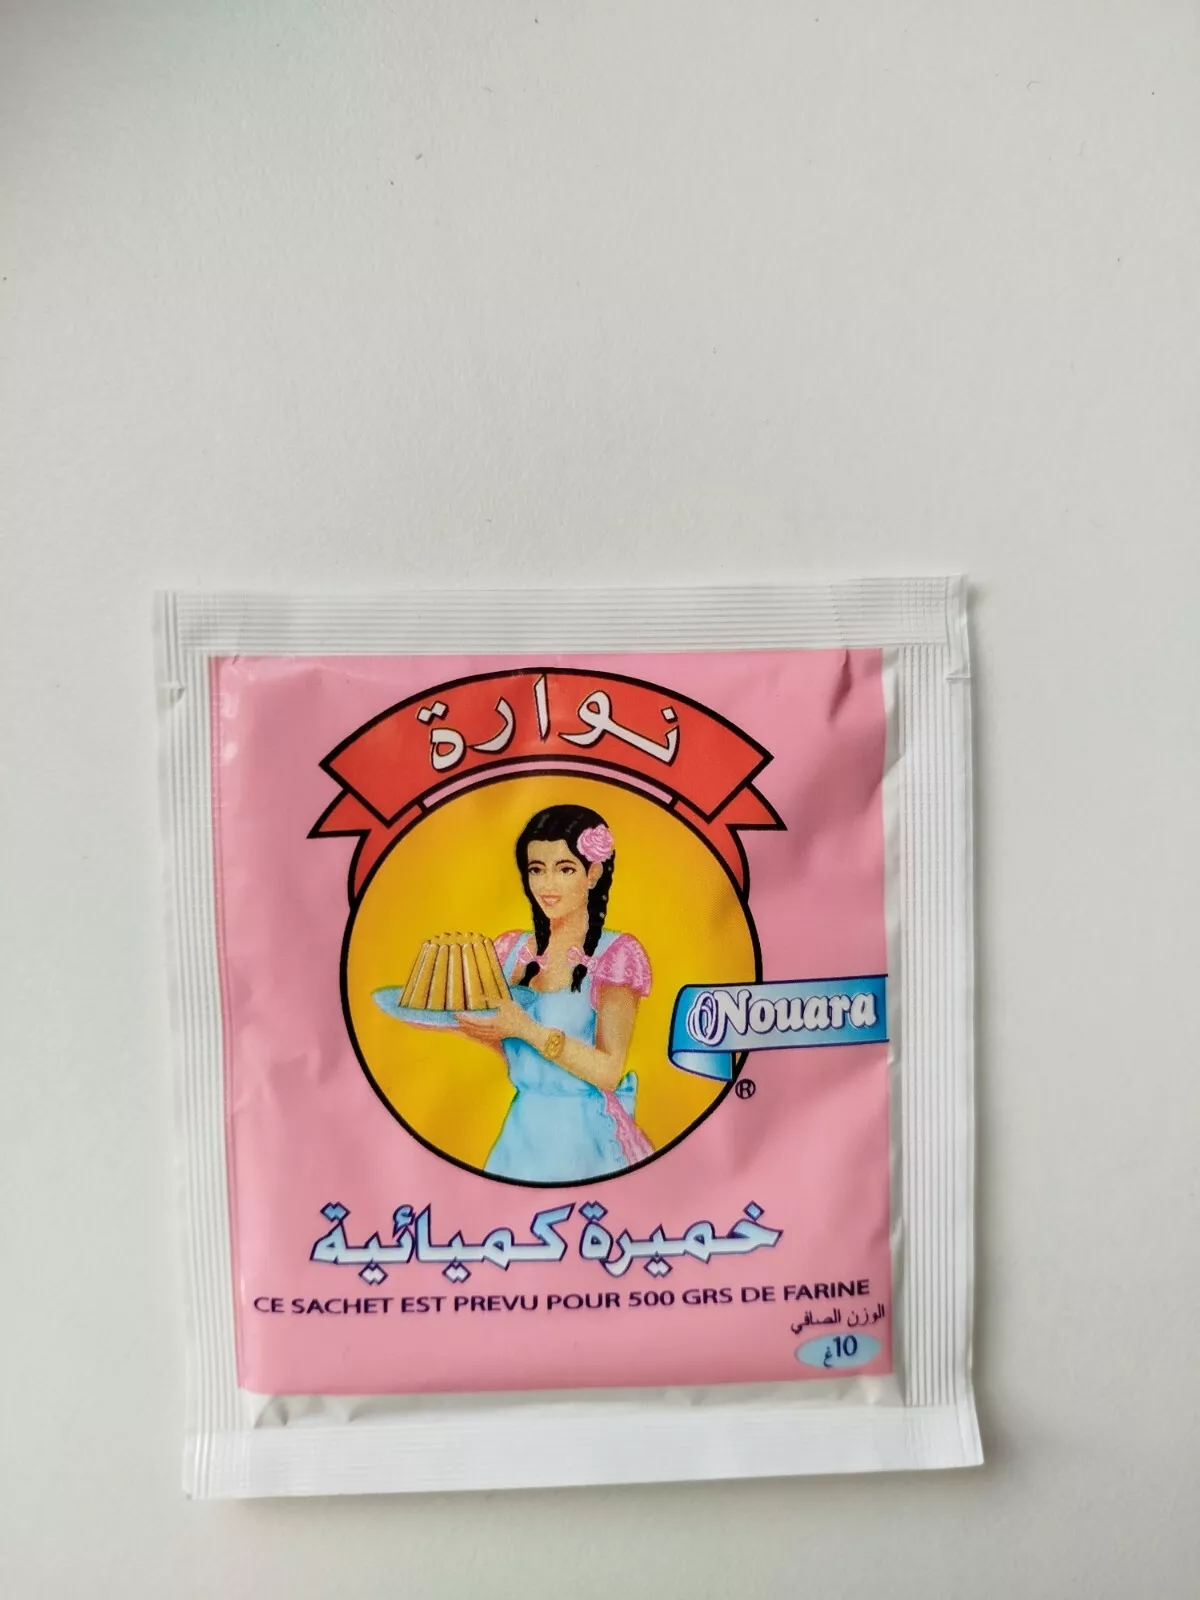 نوارة
Nouara
®
خميرة كميائية
CE SACHET EST PREVU POUR 500 GRS DE FARINE
الوزن الصافي
10غ